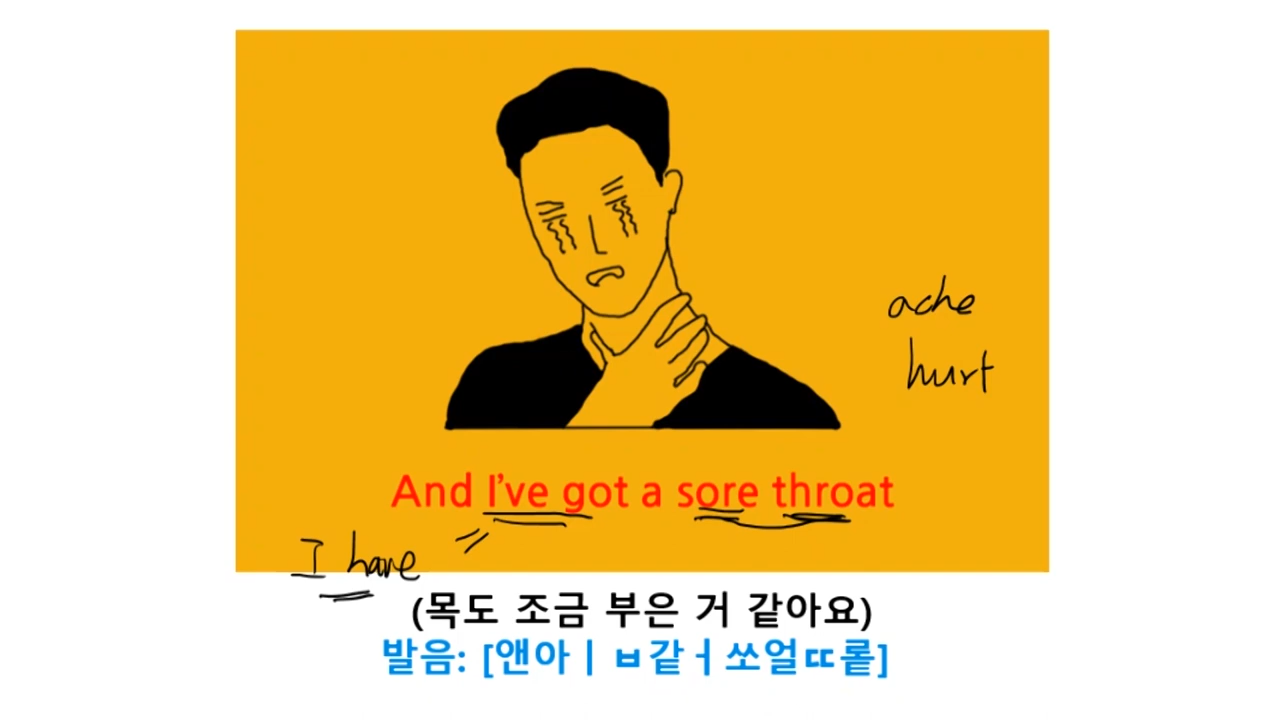 ache
hurt
And I've got a sore throat
I have
(목도 조금 부은 거 같아요)
발음: [앤아ㅣㅂ같ㅓ쏘얼ㄸ롵]